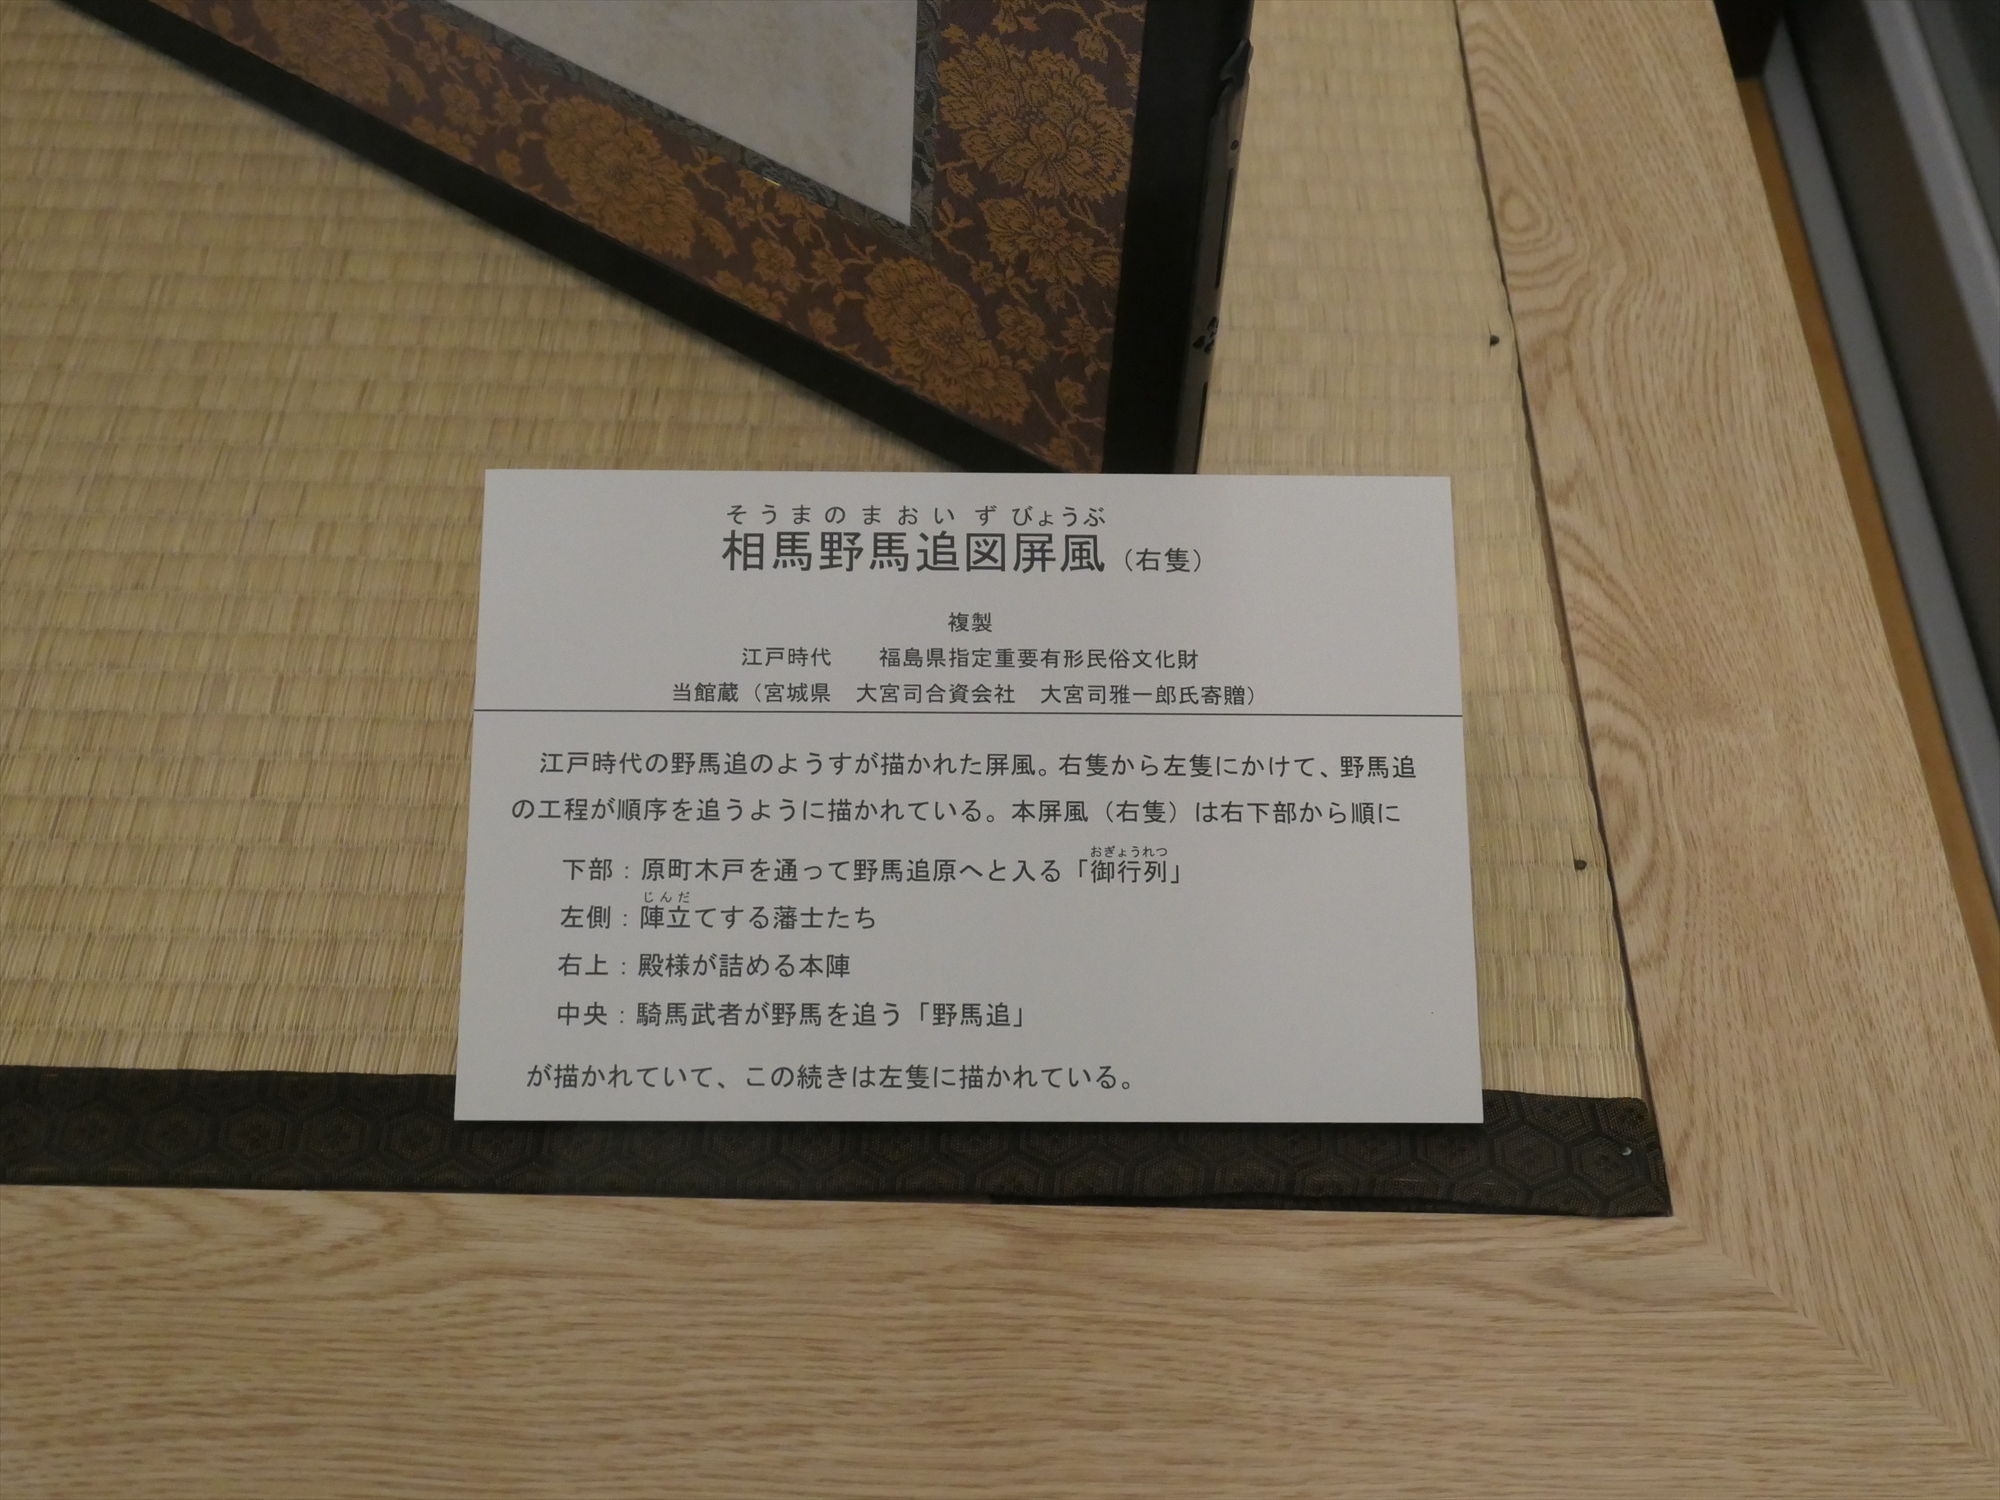 そうまのまおいずびょうぶ
相馬野馬追図屏風（右隻）
複製
江戸時代　福島県指定重要有形民俗文化財
当館蔵（宮城県　大宮司合資会社　大宮司雅一郎氏寄贈）
江戸時代の野馬追のようすが描かれた屏風。右隻から左隻にかけて、野馬追
の工程が順序を追うように描かれている。本屏風（右隻）は右下部から順に
おぎょうれつ
下部：原町木戸を通って野馬追原へと入る「御行列」
じんだ
左側：陣立てする藩士たち
右上：殿様が詰める本陣
中央：騎馬武者が野馬を追う「野馬追」
が描かれていて、この続きは左隻に描かれている。